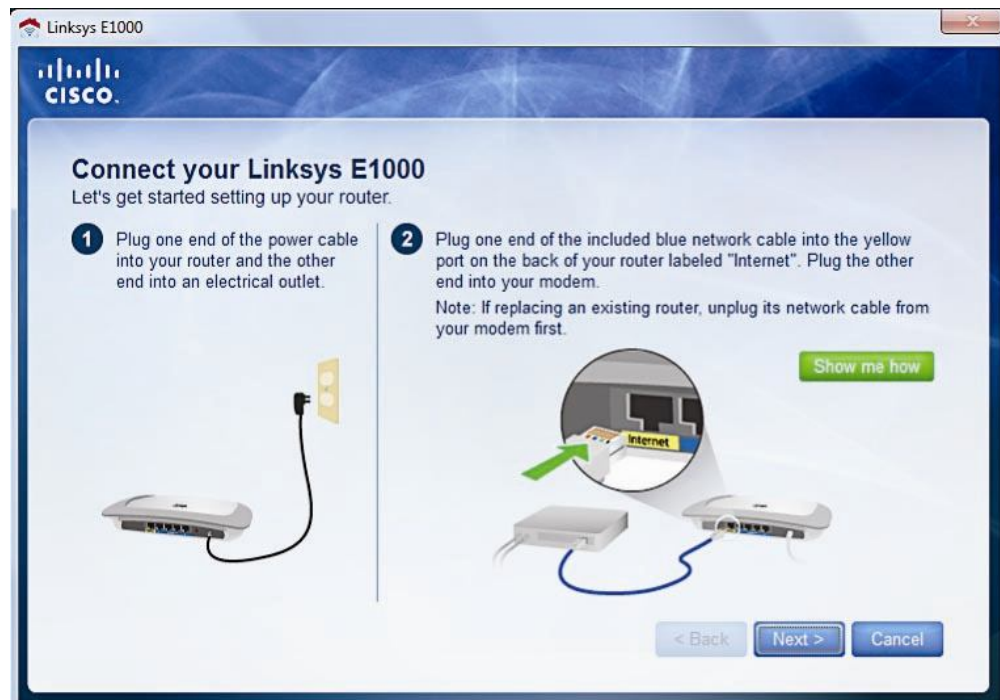 Linksys E1000
CISCO.
Connect your Linksys E1000
Let's get started setting up your router.
1
Plug one end of the power cable
into your router and the other
end into an electrical outlet.
2
Plug one end of the included blue network cable into the yellow
port on the back of your router labeled "Internet". Plug the other
end into your modem.
Note: If replacing an existing router, unplug its network cable from
your modem first.
Show me how
Internet
< Back
Next >
Cancel